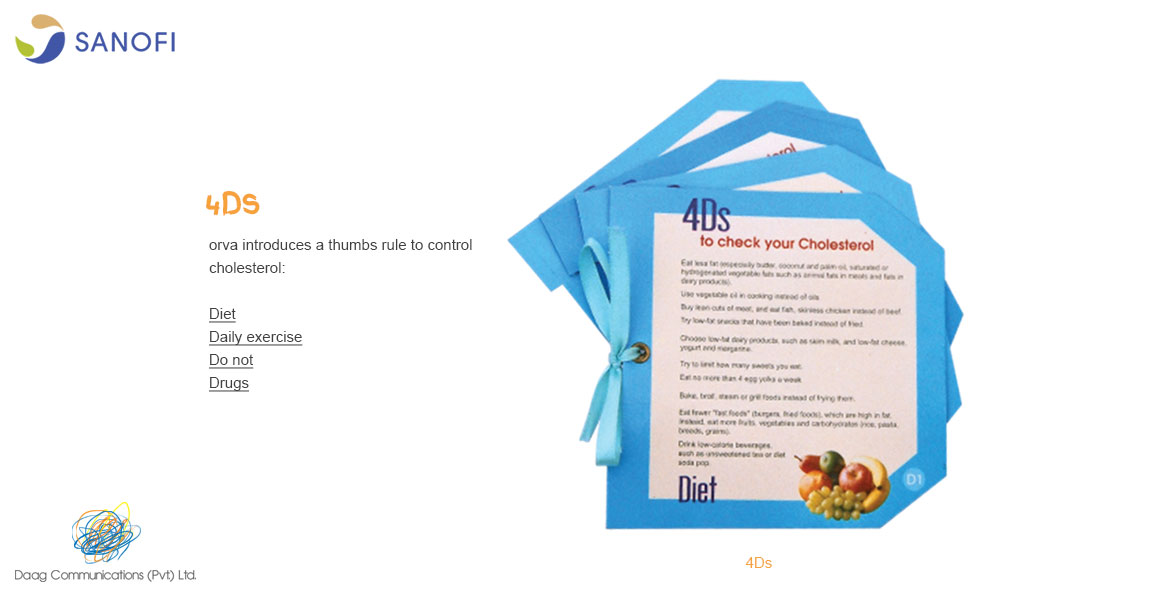 SANOFI
4Ds
orva introduces a thumbs rule to control
cholesterol:
Diet
Daily exercise
Do not
Drugs
4Ds
to check your Cholesterol
Eat less fat (especially butter, coconut and palm oil, saturated or
hydrogenated vegetable fats such as animal fats in meats and fats in
dairy products).
Use vegetable oil in cooking instead of oils
Buy lean cuts of meat, and eat fish, skinless chicken instead of beef.
Try low-fat snacks that have been baked instead of fried.
Choose low-fat dairy products, such as skim milk, and low-fat cheese,
yogurt and margarine.
Try to limit how many sweets you eat.
Eat no more than 4 egg yolks a week
Bake, broil, steam or grill foods instead of frying them.
Eat fewer "fast foods" (burgers, fried foods), which are high in fat.
Instead, eat more fruits, vegetables and carbohydrates (rice, pasta,
breads, grains).
Drink low-calorie beverages,
such as unsweetened tea or diet
soda pop.
Diet
D1
4Ds
Daag Communications (Pvt) Ltd.